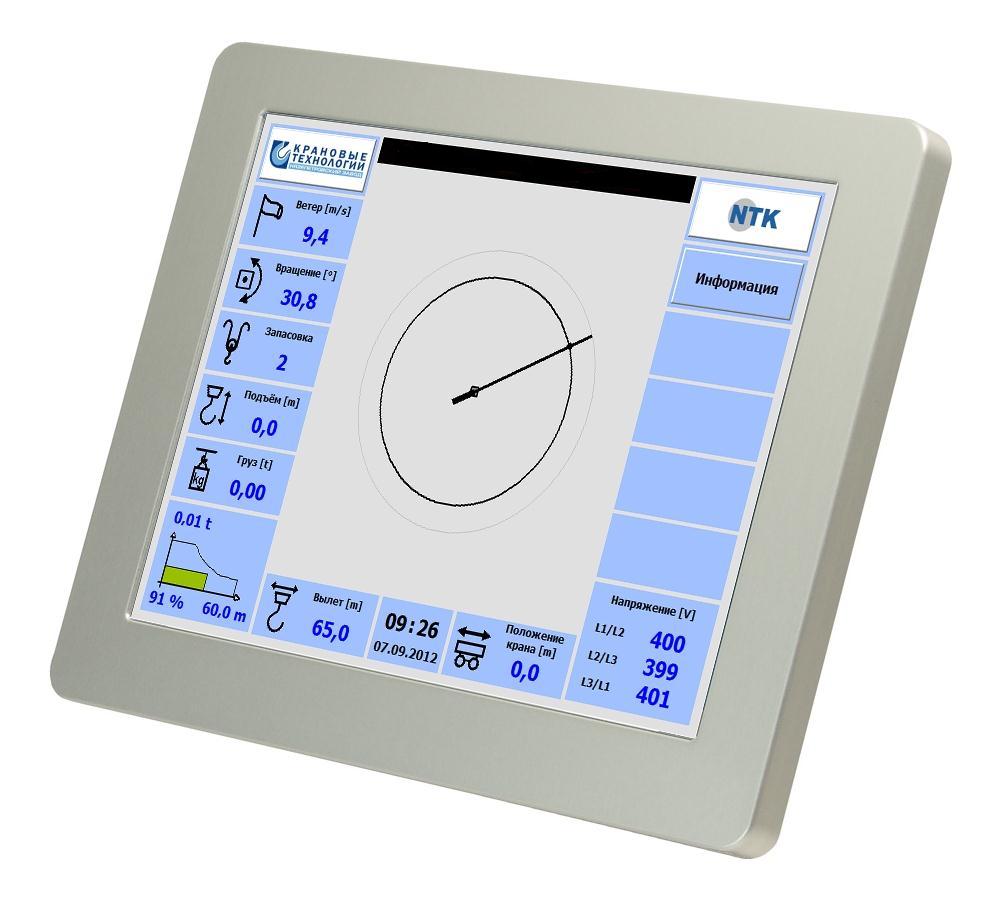 КРАНОВЫЕ
ТЕХНОЛОГИИ
Ветер [m/s]
9,4
Вращение [°]
30,8
Запасовка
2
Подъём [m]
0,0
Груз [t]
kg
0,00
0,01 t
91 %
60,0 m
Вылет [m]
65,0
09:26
07.09.2012
Положение
крана [m]
0,0
NTK
Информация
Напряжение [V]
L1/L2 400
L2/L3 399
L3/L1 401